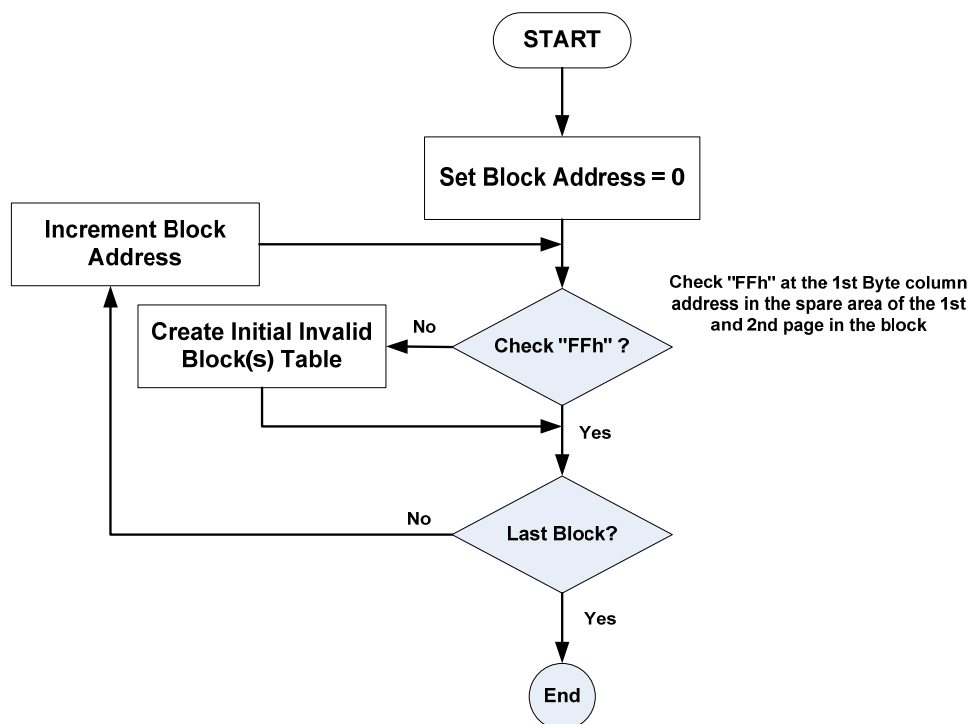 START
Set Block Address = 0
Increment Block
Address
Check "FFh" at the 1st Byte column
address in the spare area of the 1st
and 2nd page in the block
Create Initial Invalid
Block(s) Table
No
Check "FFh" ?
Yes
No
Last Block?
Yes
End